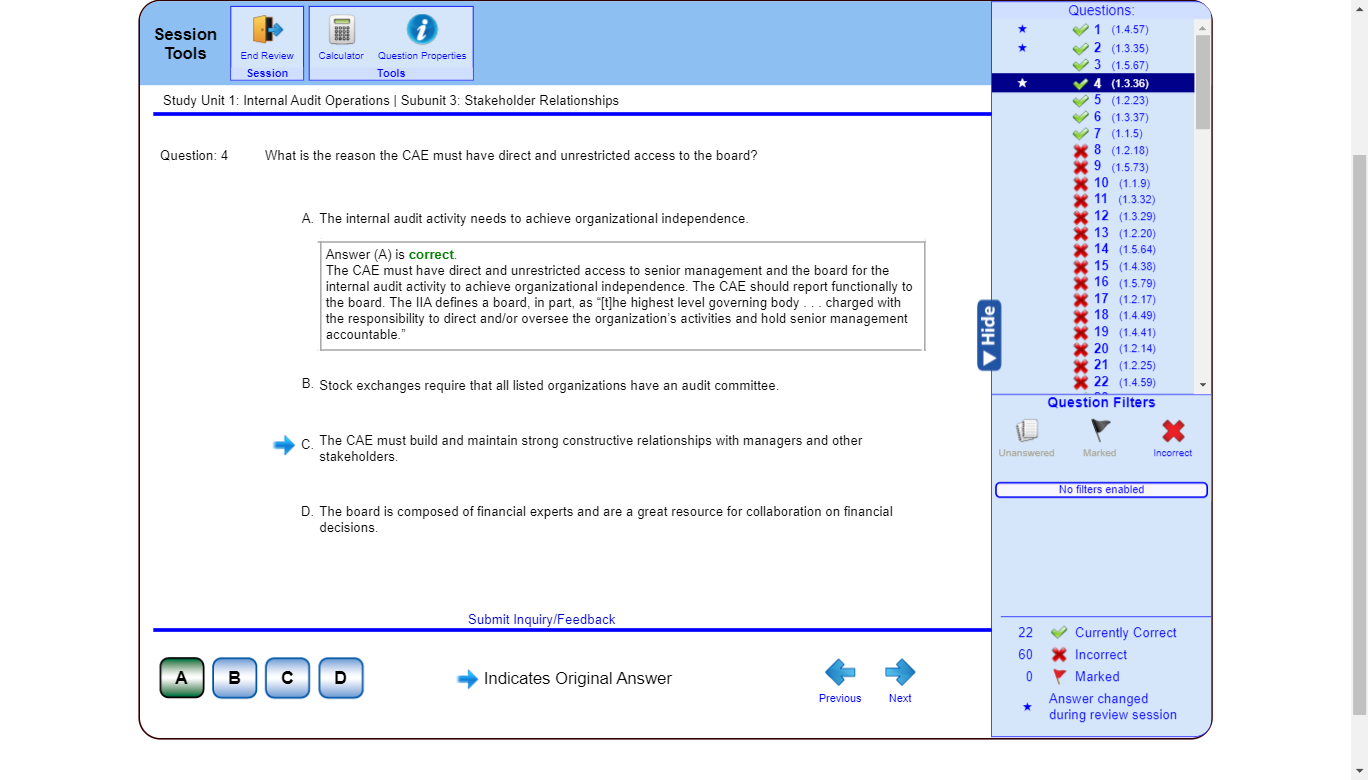 Session
Tools
End Review
Session
Calculator
Question Properties
Tools
Study Unit 1: Internal Audit Operations | Subunit 3: Stakeholder Relationships
Question: 4
What is the reason the CAE must have direct and unrestricted access to the board?
A. The internal audit activity needs to achieve organizational independence.
Answer (A) is correct.
The CAE must have direct and unrestricted access to senior management and the board for the
internal audit activity to achieve organizational independence. The CAE should report functionally to
the board. The IIA defines a board, in part, as “[t]he highest level governing body . . . charged with
the responsibility to direct and/or oversee the organization’s activities and hold senior management
accountable.”
B. Stock exchanges require that all listed organizations have an audit committee.
C. The CAE must build and maintain strong constructive relationships with managers and other
stakeholders.
D. The board is composed of financial experts and are a great resource for collaboration on financial
decisions.
Submit Inquiry/Feedback
A B C D
Indicates Original Answer
Previous
Next
Questions:
1 (1.4.57)
2 (1.3.35)
3 (1.5.67)
4 (1.3.36)
5 (1.2.23)
6 (1.3.37)
7 (1.1.5)
8 (1.2.18)
9 (1.5.73)
10 (1.1.9)
11 (1.3.32)
12 (1.3.29)
13 (1.2.20)
14 (1.5.64)
15 (1.4.38)
16 (1.5.79)
17 (1.2.17)
18 (1.4.49)
19 (1.4.41)
20 (1.2.14)
21 (1.2.25)
22 (1.4.59)
Hide
Question Filters
Unanswered
Marked
Incorrect
No filters enabled
22 Currently Correct
60 Incorrect
0 Marked
Answer changed
during review session